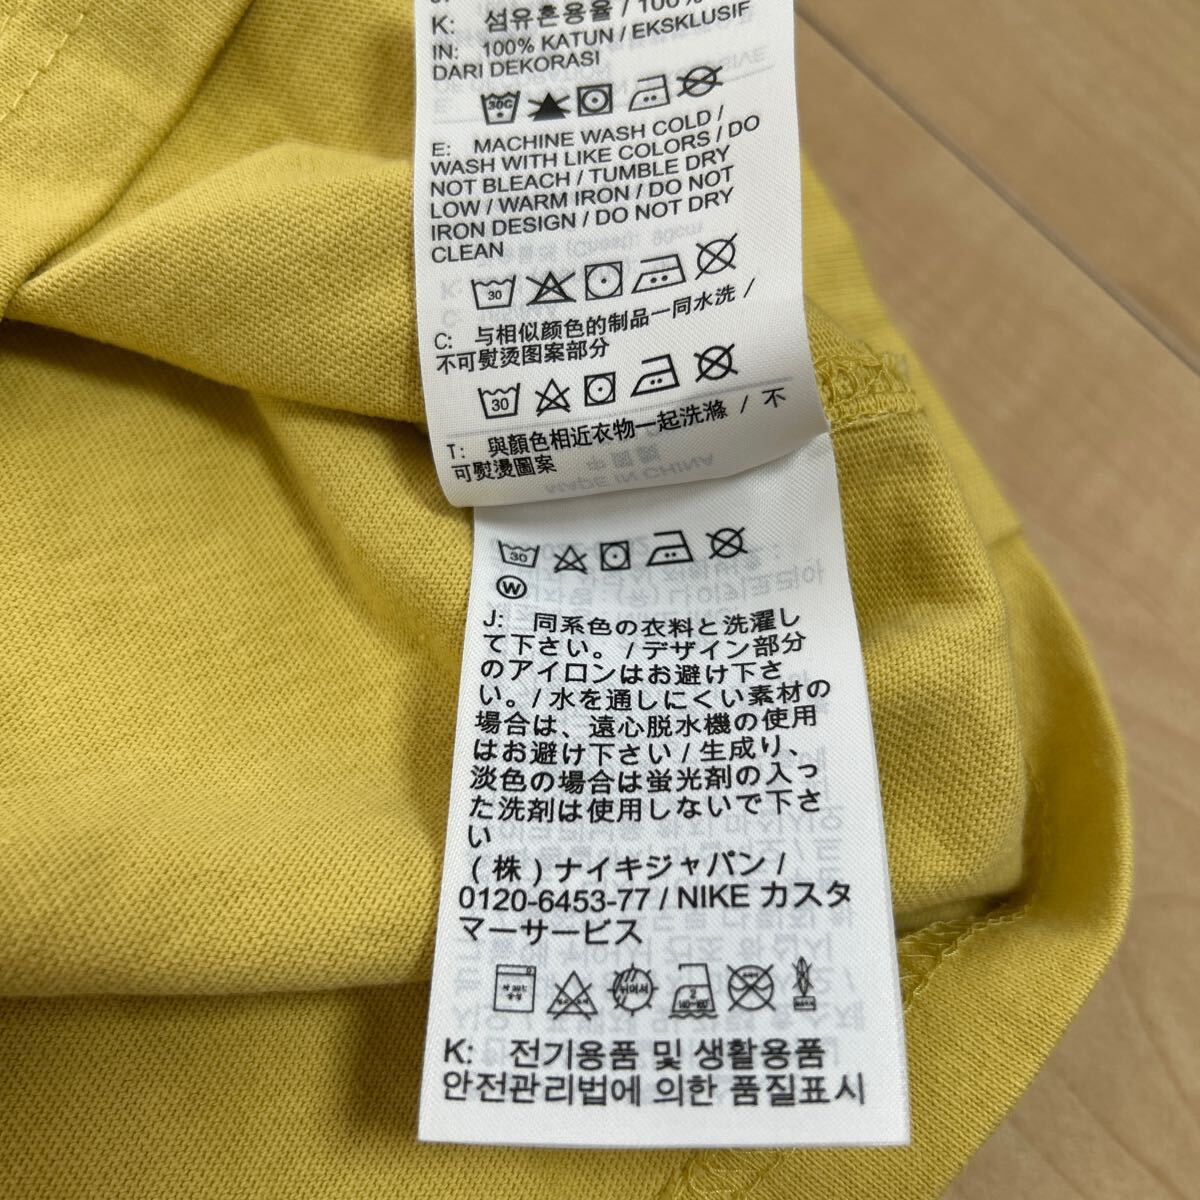 K: 섬유혼용율 / 100%
IN: 100% KATUN / EKSKLUSIF
DARI DEKORASI
30C
E: MACHINE WASH COLD /
WASH WITH LIKE COLORS / DO
NOT BLEACH / TUMBLE DRY
LOW / WARM IRON / DO NOT
IRON DESIGN / DO NOT DRY
CLEAN
30
C: 与相似颜色的制品一同水洗 /
不可熨烫图案部分
30
T: 與顏色相近衣物一起洗滌 / 不
可熨燙圖案
30
W
J: 同系色の衣料と洗濯し
て下さい。 / デザイン部分
のアイロンはお避け下さ
い。/ 水を通しにくい素材の
場合は、遠心脱水機の使用
はお避け下さい / 生成り、
淡色の場合は蛍光剤の入っ
た洗剤は使用しないで下さ
い
(株) ナイキジャパン /
0120-6453-77 / NIKE カスタ
マーサービス
K: 전기용품 및 생활용품
안전관리법에 의한 품질표시